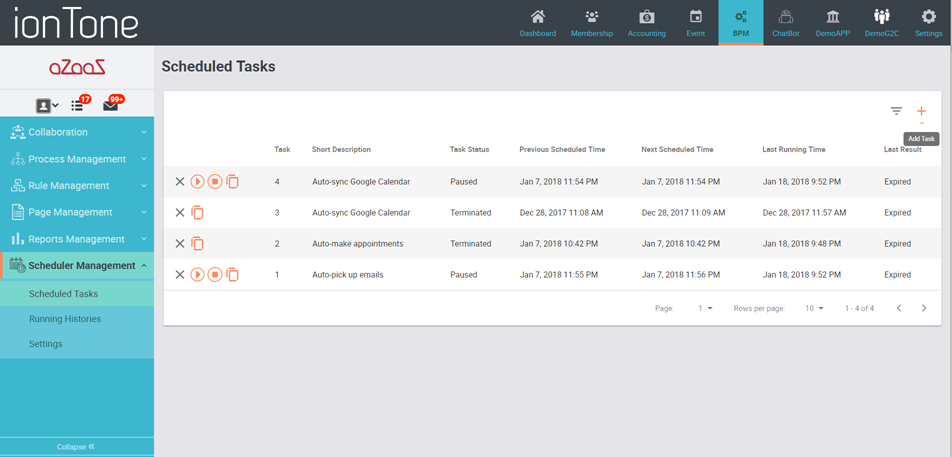 ionTone
Dashboard Membership Accounting Event BPM ChatBot DemoAPP DemoG2C Settings
aZaaS
17 99+
Collaboration
Process Management
Rule Management
Page Management
Reports Management
Scheduler Management
Scheduled Tasks
Running Histories
Settings
Collapse
Scheduled Tasks
Add Task
Task Short Description Task Status Previous Scheduled Time Next Scheduled Time Last Running Time Last Result
4 Auto-sync Google Calendar Paused Jan 7, 2018 11:54 PM Jan 7, 2018 11:54 PM Jan 18, 2018 9:52 PM Expired
3 Auto-sync Google Calendar Terminated Dec 28, 2017 11:08 AM Dec 28, 2017 11:09 AM Dec 28, 2017 11:57 AM Expired
2 Auto-make appointments Terminated Jan 7, 2018 10:42 PM Jan 7, 2018 10:42 PM Jan 18, 2018 9:48 PM Expired
1 Auto-pick up emails Paused Jan 7, 2018 11:55 PM Jan 7, 2018 11:56 PM Jan 18, 2018 9:52 PM Expired
Page: 1 Rows per page: 10 1 - 4 of 4